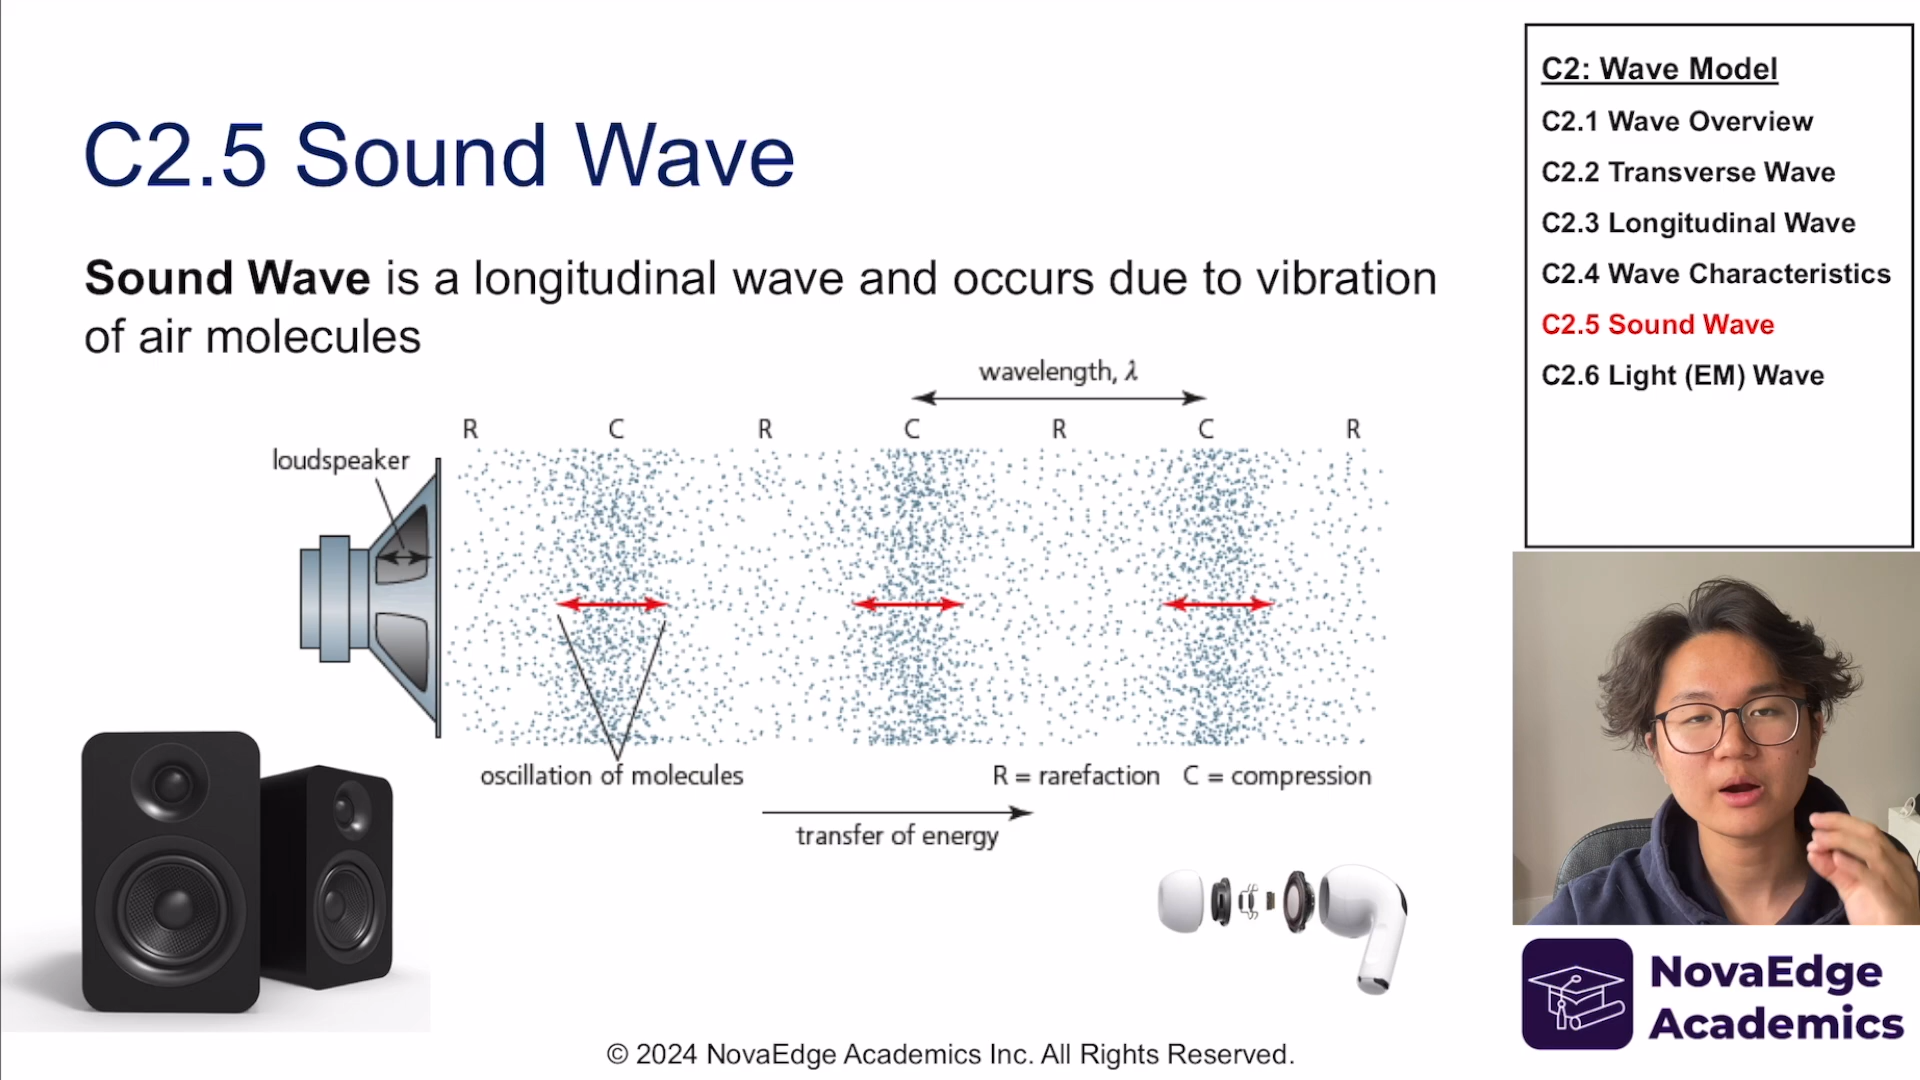 C2.5 Sound Wave
Sound Wave is a longitudinal wave and occurs due to vibration
of air molecules
wavelength, λ
R C R C R C R
loudspeaker
oscillation of molecules
R = rarefaction C = compression
transfer of energy
© 2024 NovaEdge Academics Inc. All Rights Reserved.
C2: Wave Model
C2.1 Wave Overview
C2.2 Transverse Wave
C2.3 Longitudinal Wave
C2.4 Wave Characteristics
C2.5 Sound Wave
C2.6 Light (EM) Wave
NovaEdge
Academics